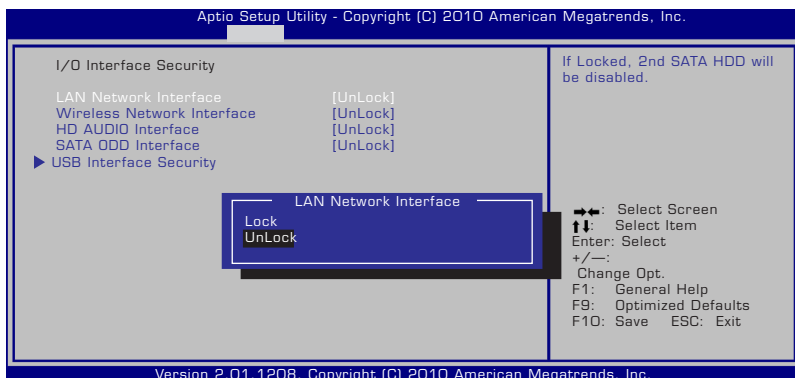 Aptio Setup Utility - Copyright (C) 2010 American Megatrends, Inc.
I/O Interface Security
LAN Network Interface [UnLock]
Wireless Network Interface [UnLock]
HD AUDIO Interface [UnLock]
SATA ODD Interface [UnLock]
USB Interface Security
If Locked, 2nd SATA HDD will
be disabled.
LAN Network Interface
Lock
UnLock
→←: Select Screen
↑↓: Select Item
Enter: Select
+/—:
Change Opt.
F1: General Help
F9: Optimized Defaults
F10: Save ESC: Exit
Version 2.01.1208. Copyright (C) 2010 American Megatrends, Inc.